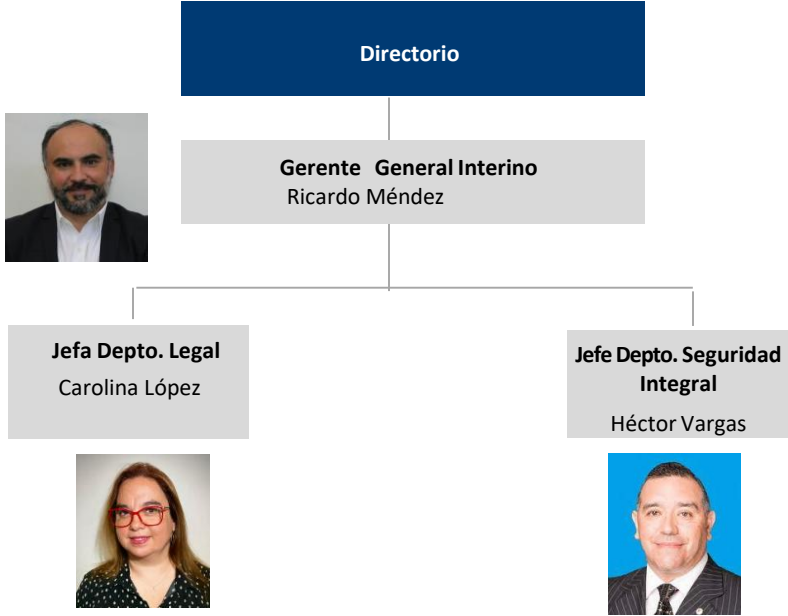 Directorio
Gerente General Interino
Ricardo Méndez
Jefa Depto. Legal
Carolina López
Jefe Depto. Seguridad
Integral
Héctor Vargas